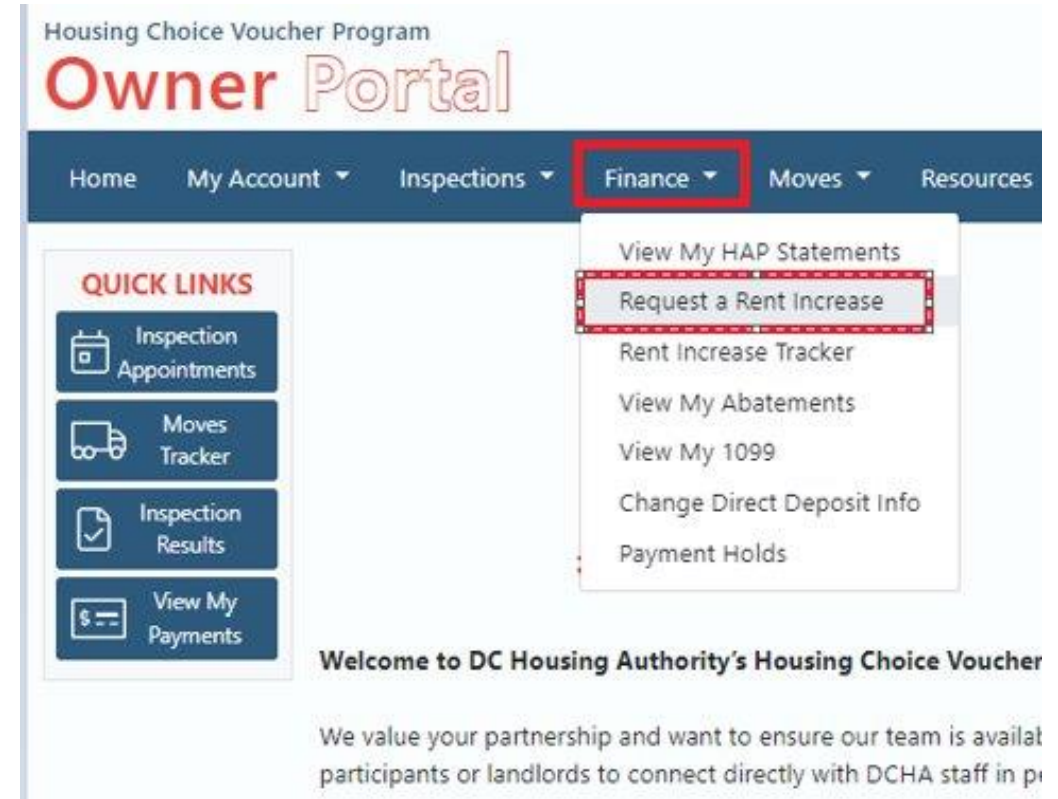 Housing Choice Voucher Program
Owner Portal
Home My Account Inspections Finance Moves Resources
View My HAP Statements
Request a Rent Increase
Rent Increase Tracker
View My Abatements
View My 1099
Change Direct Deposit Info
Payment Holds
QUICK LINKS
Inspection
Appointments
Moves
Tracker
Inspection
Results
View My
Payments
Welcome to DC Housing Authority's Housing Choice Voucher
We value your partnership and want to ensure our team is
participants or landlords to connect directly with DCHA staff in